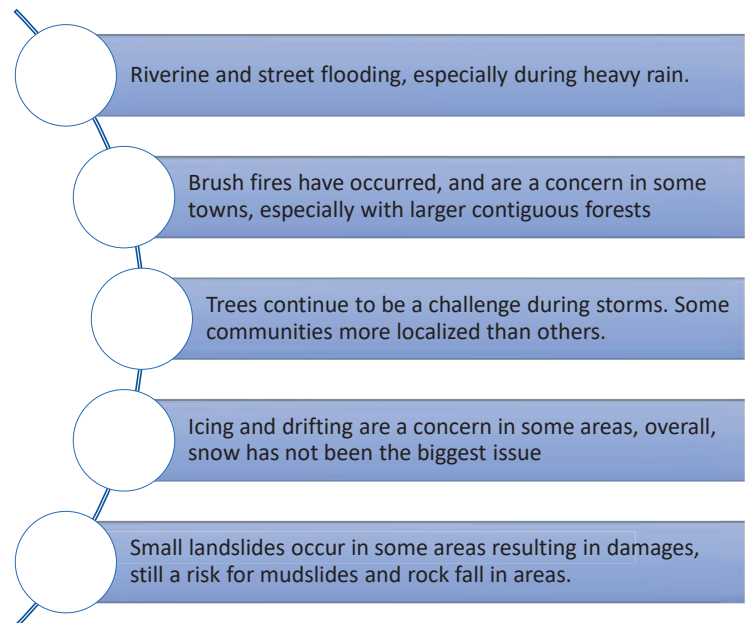 Riverine and street flooding, especially during heavy rain.
Brush fires have occurred, and are a concern in some
towns, especially with larger contiguous forests
Trees continue to be a challenge during storms. Some
communities more localized than others.
Icing and drifting are a concern in some areas, overall,
snow has not been the biggest issue
Small landslides occur in some areas resulting in damages,
still a risk for mudslides and rock fall in areas.